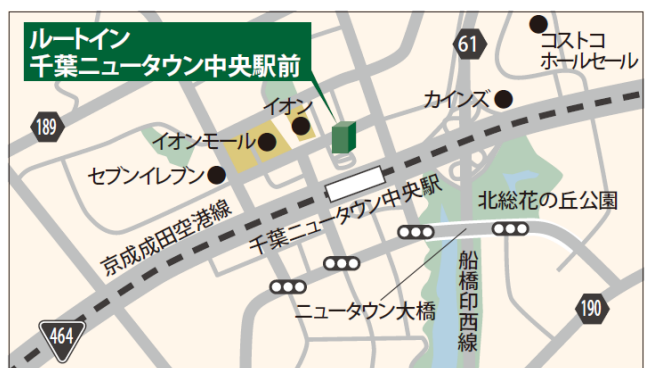 ルートイン
千葉ニュータウン中央駅前
61
コストコ
ホールセール
カインズ
イオン
189
イオンモール
セブンイレブン
千葉ニュータウン中央駅
北総花の丘公園
京成成田空港線
ニュータウン大橋
船橋印西線
190
464